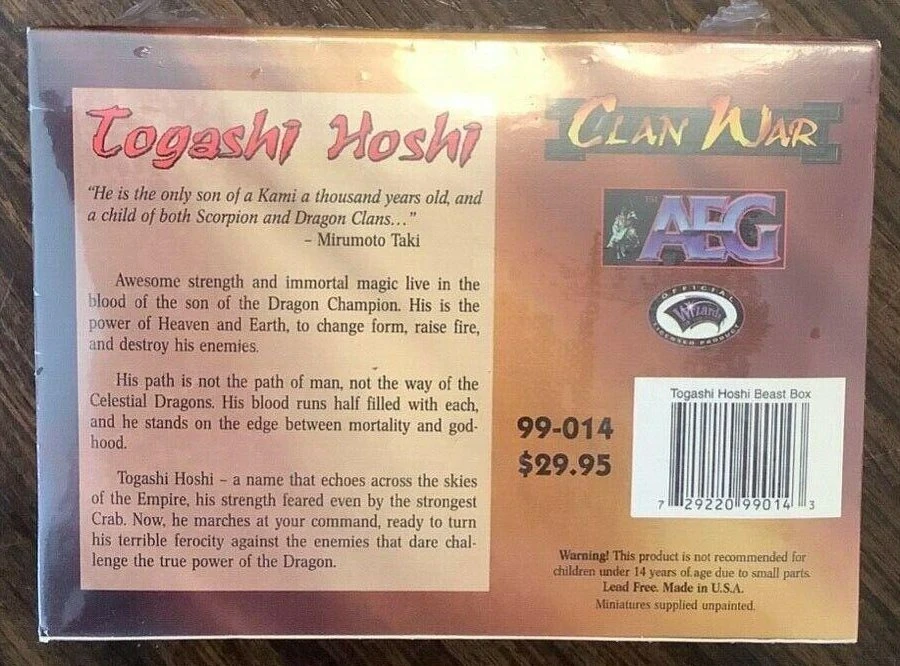 Togashi Hoshi
"He is the only son of a Kami a thousand years old, and
a child of both Scorpion and Dragon Clans..."
– Mirumoto Taki
Awesome strength and immortal magic live in the
blood of the son of the Dragon Champion. His is the
power of Heaven and Earth, to change form, raise fire,
and destroy his enemies.
His path is not the path of man, not the way of the
Celestial Dragons. His blood runs half filled with each,
and he stands on the edge between mortality and god-
hood.
Togashi Hoshi – a name that echoes across the skies
of the Empire, his strength feared even by the strongest
Crab. Now, he marches at your command, ready to turn
his terrible ferocity against the enemies that dare chal-
lenge the true power of the Dragon.
CLAN WAR
TM AEG
OFFICIAL
Wizards
LICENSED PRODUCT
Togashi Hoshi Beast Box
7 29220 99014 3
99-014
$29.95
Warning! This product is not recommended for
children under 14 years of age due to small parts.
Lead Free. Made in U.S.A.
Miniatures supplied unpainted.